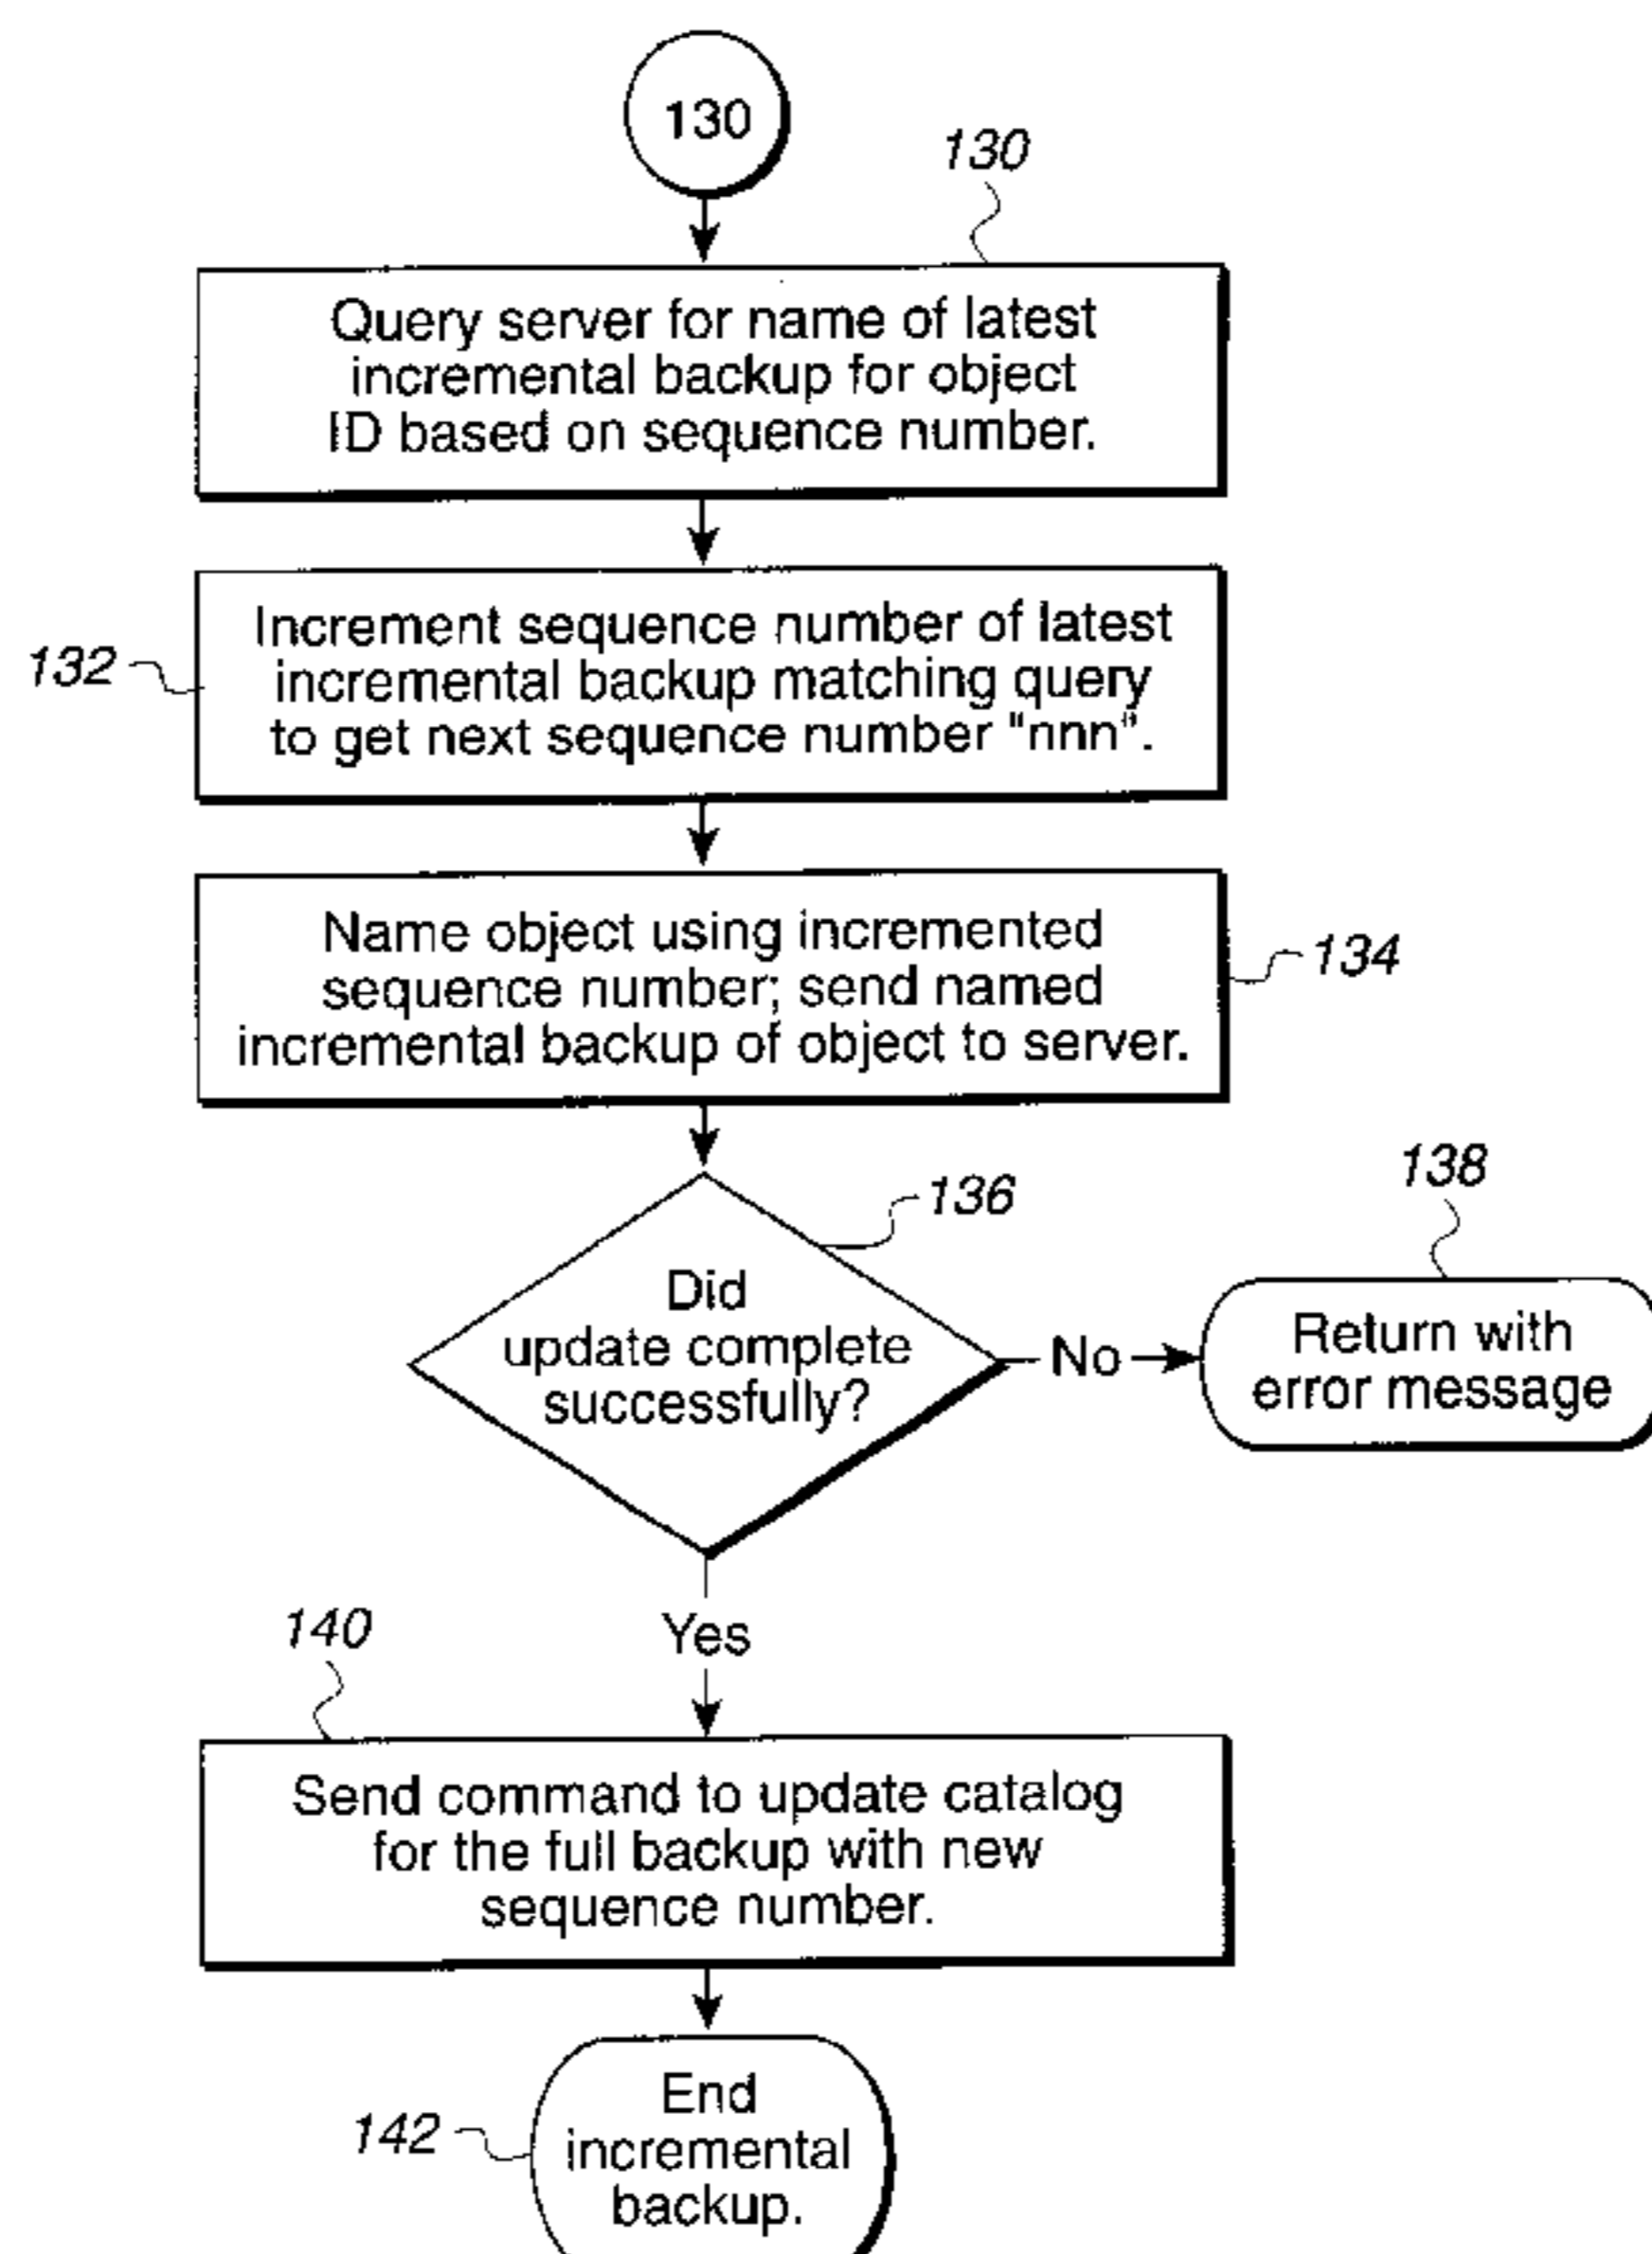 130
130
Query server for name of latest
incremental backup for object
ID based on sequence number.
132
Increment sequence number of latest
incremental backup matching query
to get next sequence number "nnn".
Name object using incremented
sequence number; send named
incremental backup of object to server.
134
136
Did
update complete
successfully?
No
138
Return with
error message
Yes
140
Send command to update catalog
for the full backup with new
sequence number.
142
End
incremental
backup.